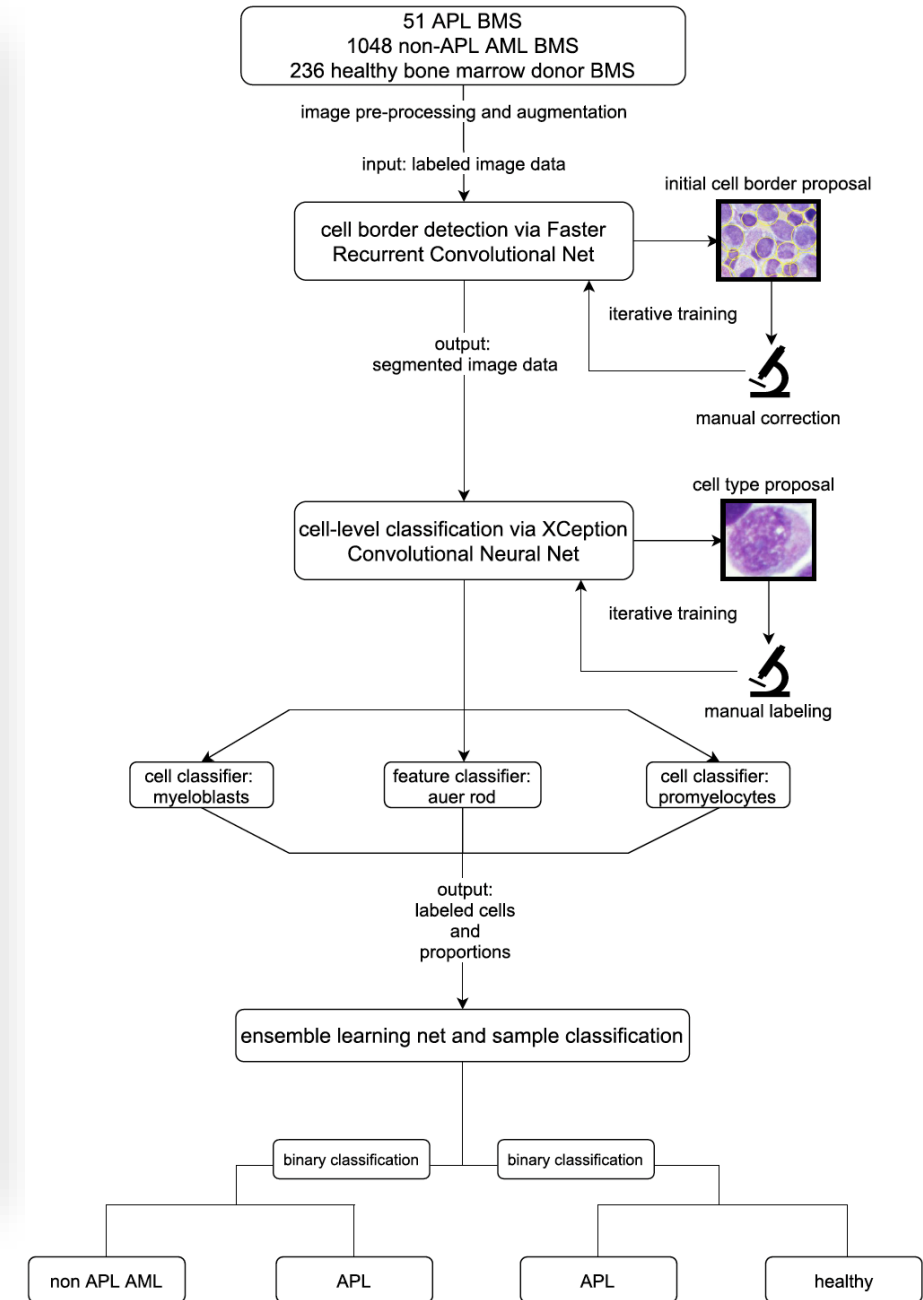 51 APL BMS
1048 non-APL AML BMS
236 healthy bone marrow donor BMS
image pre-processing and augmentation
input: labeled image data
initial cell border proposal
cell border detection via Faster
Recurrent Convolutional Net
iterative training
output:
segmented image data
manual correction
cell type proposal
cell-level classification via XCeption
Convolutional Neural Net
iterative training
manual labeling
cell classifier:
myeloblasts
feature classifier:
auer rod
cell classifier:
promyelocytes
output:
labeled cells
and
proportions
ensemble learning net and sample classification
binary classification
binary classification
non APL AML
APL
APL
healthy